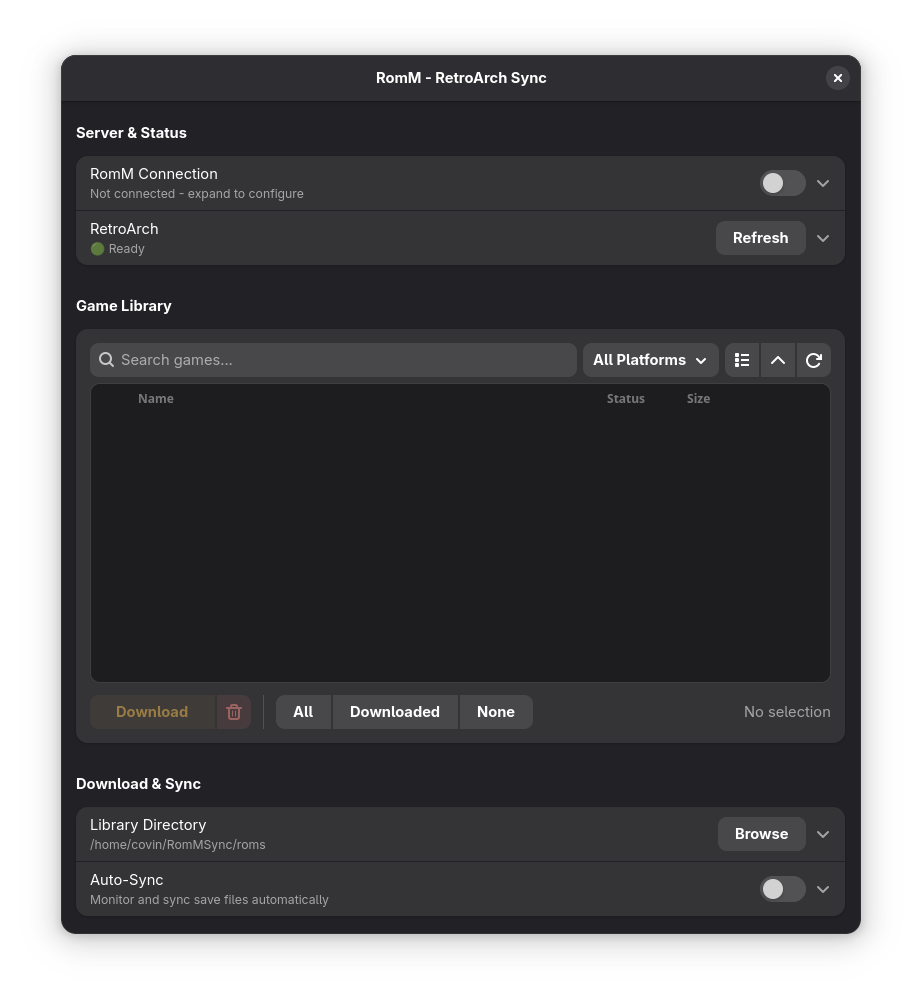 RomM - RetroArch Sync
Server & Status
RomM Connection
Not connected - expand to configure
RetroArch
Ready
Refresh
Game Library
Search games...
All Platforms
Name Status Size
Download All Downloaded None No selection
Download & Sync
Library Directory
/home/covin/RomMSync/roms
Browse
Auto-Sync
Monitor and sync save files automatically